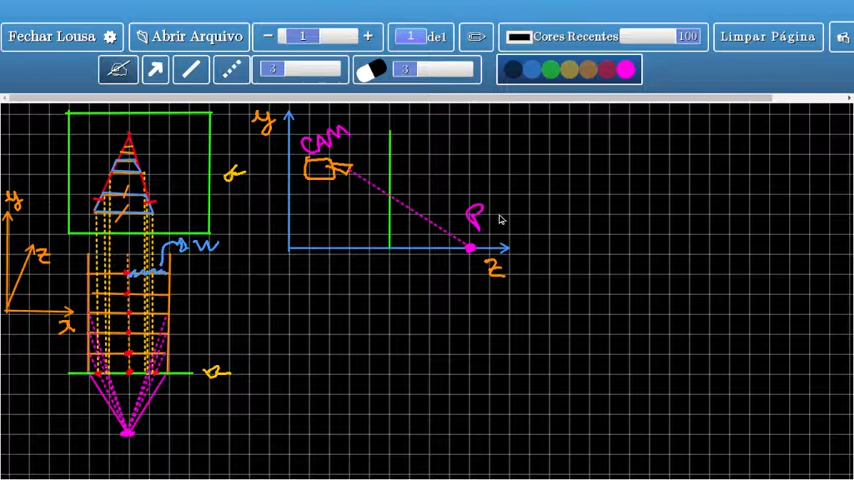 Fechar Lousa
Abrir Arquivo
1
1 de1
Cores Recentes
100
Limpar Página
3
3
y
CAM
y
z
W
P
z
x